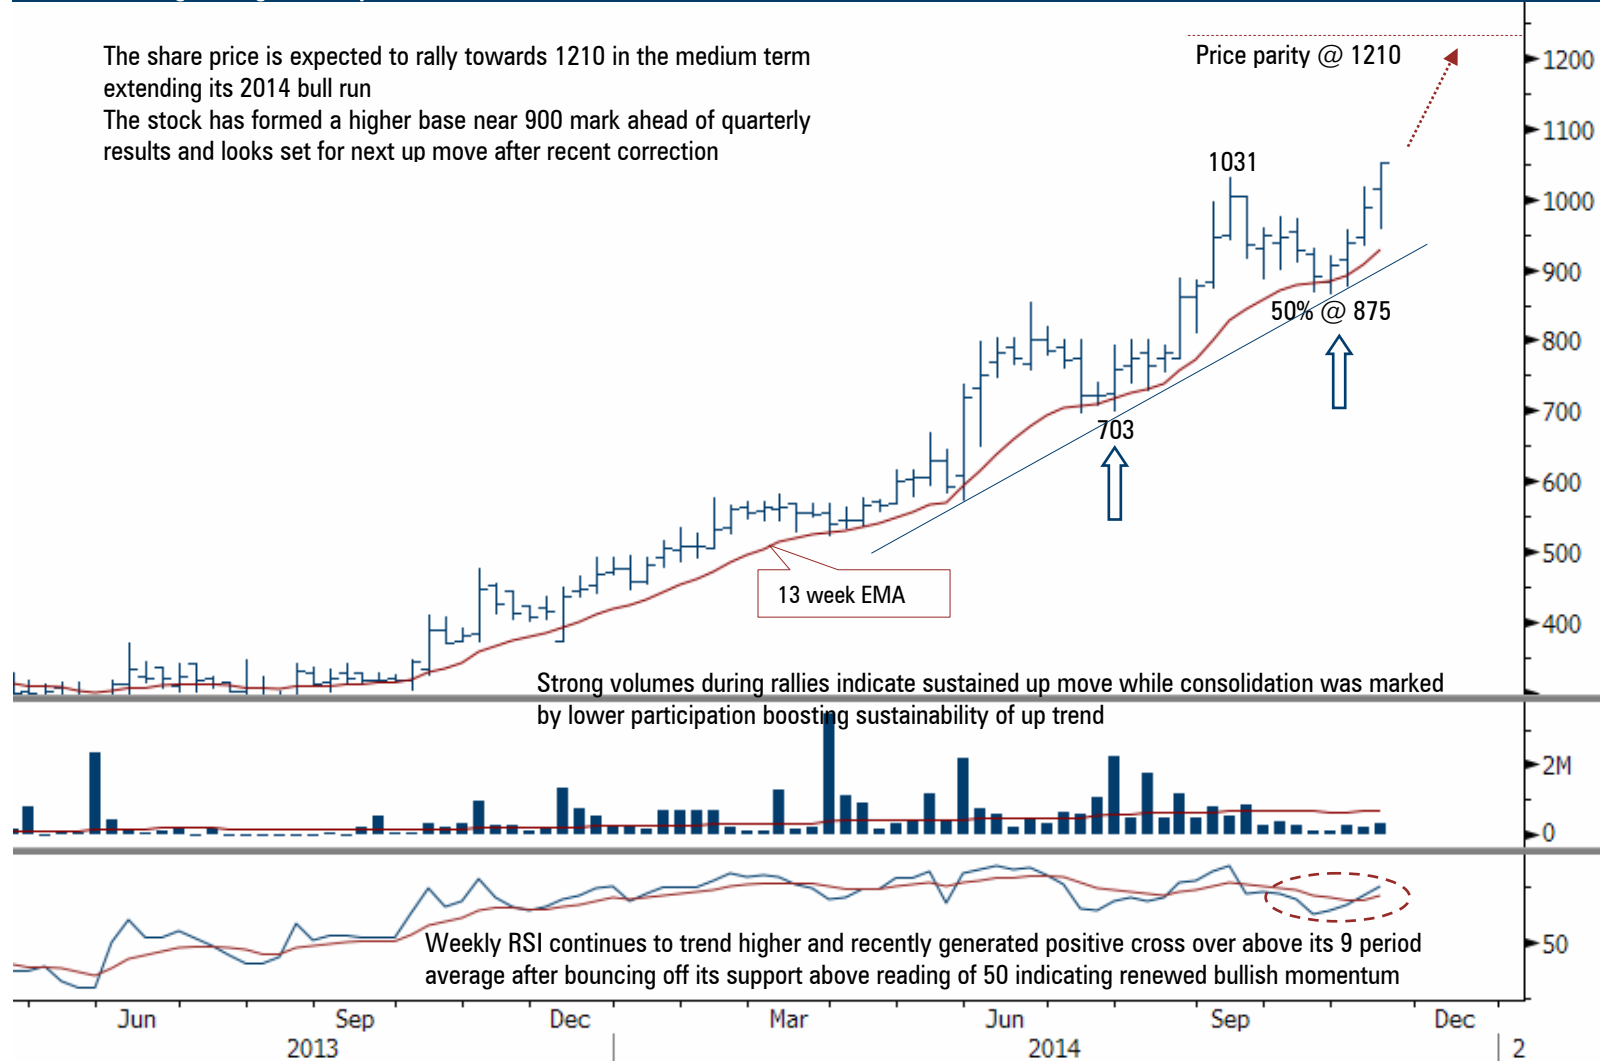 The share price is expected to rally towards 1210 in the medium term
extending its 2014 bull run
The stock has formed a higher base near 900 mark ahead of quarterly
results and looks set for next up move after recent correction
Price parity @ 1210
1200
1100
1031
1000
900
50% @ 875
800
700
703
600
500
13 week EMA
400
Strong volumes during rallies indicate sustained up move while consolidation was marked
by lower participation boosting sustainability of up trend
2M
0
Weekly RSI continues to trend higher and recently generated positive cross over above its 9 period
average after bouncing off its support above reading of 50 indicating renewed bullish momentum
50
Jun Sep Dec Mar Jun Sep Dec
2013 2014 2